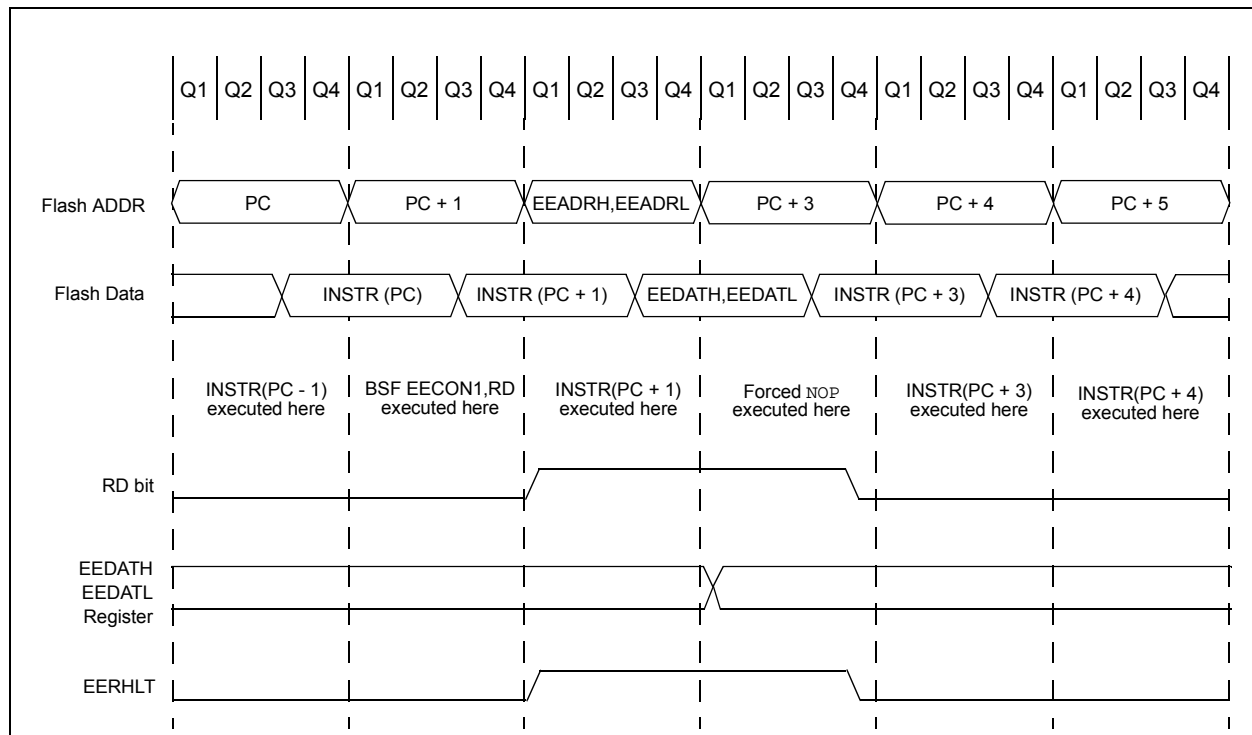 Q1 Q2 Q3 Q4 Q1 Q2 Q3 Q4 Q1 Q2 Q3 Q4 Q1 Q2 Q3 Q4 Q1 Q2 Q3 Q4 Q1 Q2 Q3 Q4
Flash ADDR PC PC + 1 EEADRH,EEADRL PC + 3 PC + 4 PC + 5
Flash Data INSTR (PC) INSTR (PC + 1) EEDATH,EEDATL INSTR (PC + 3) INSTR (PC + 4)
INSTR(PC - 1)
executed here
BSF EECON1,RD
executed here
INSTR(PC + 1)
executed here
Forced NOP
executed here
INSTR(PC + 3)
executed here
INSTR(PC + 4)
executed here
RD bit
EEDATH
EEDATL
Register
EERHLT